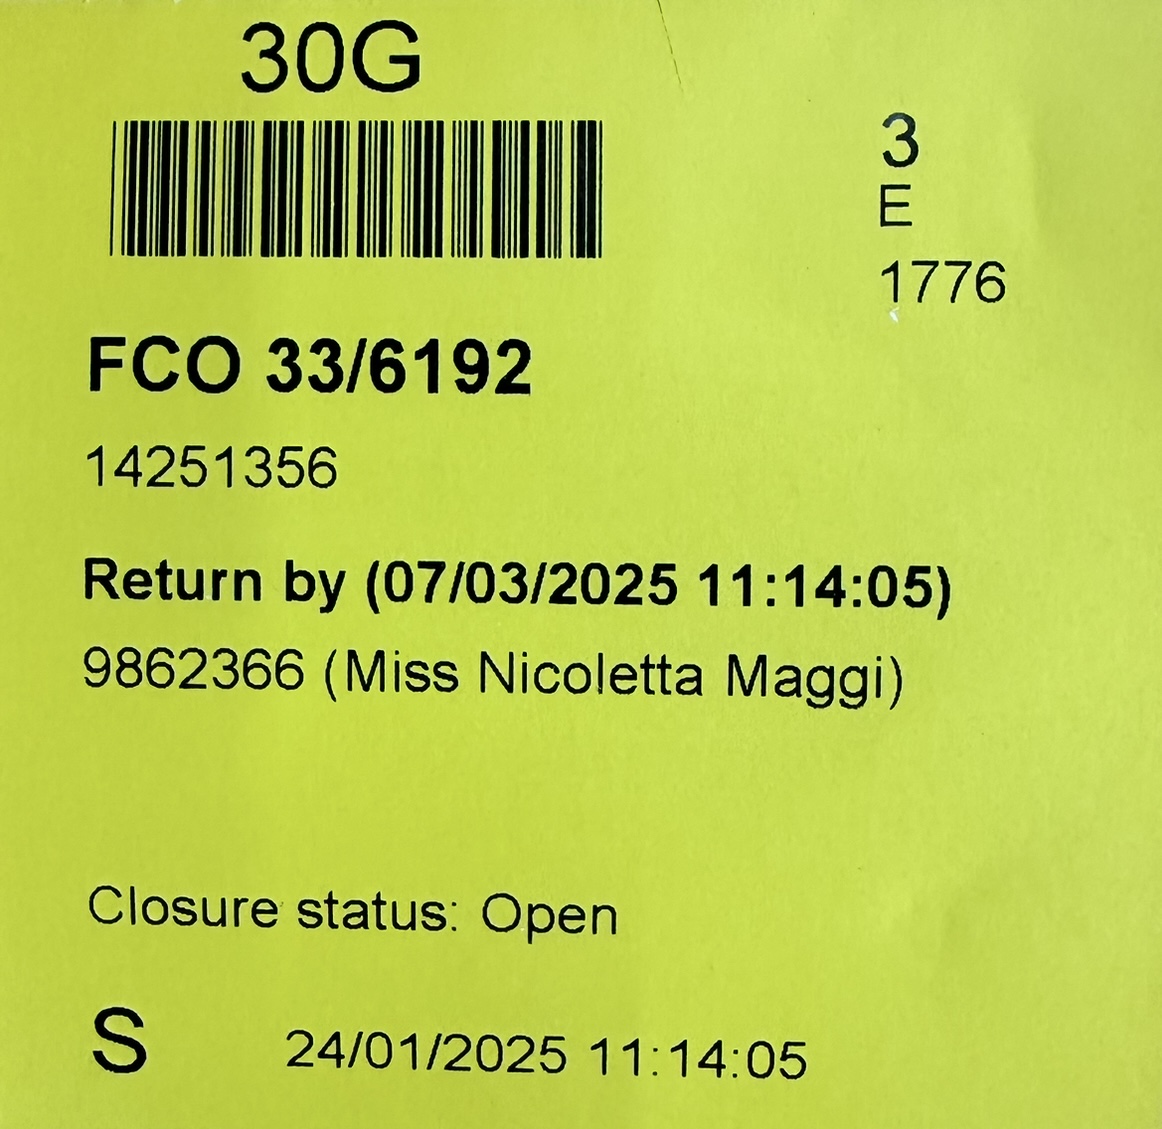 30G
3
E
1776
FCO 33/6192
14251356
Return by (07/03/2025 11:14:05)
9862366 (Miss Nicoletta Maggi)
Closure status: Open
S 24/01/2025 11:14:05